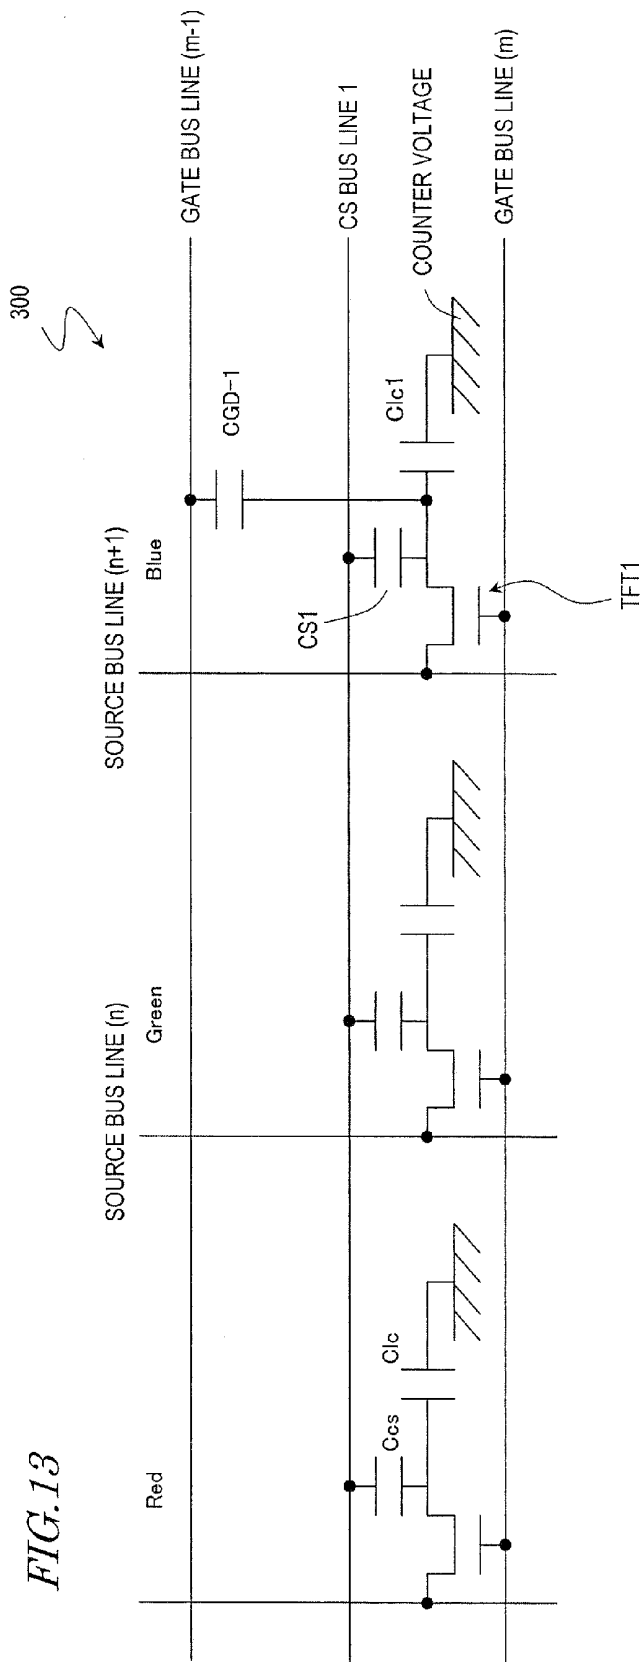 FIG.13
300
SOURCE BUS LINE (n)
SOURCE BUS LINE (n+1)
Red
Green
Blue
GATE BUS LINE (m-1)
CGD-1
CS BUS LINE 1
Ccs
Clc
CS1
Clc1
COUNTER VOLTAGE
GATE BUS LINE (m)
TFT1